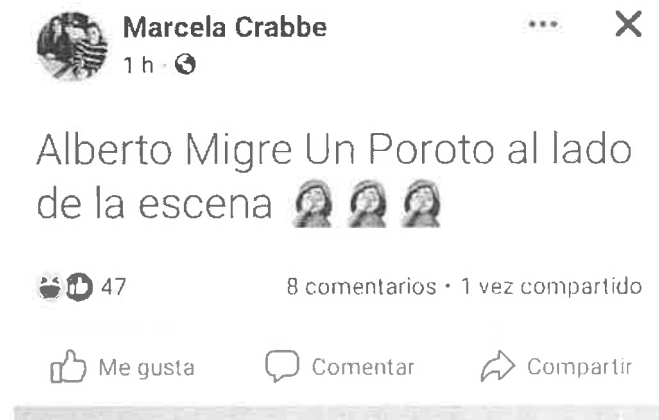 Marcela Crabbe
1 h ·
Alberto Migre Un Poroto al lado
de la escena 🤦‍♀️🤦‍♀️🤦‍♀️
47 8 comentarios • 1 vez compartido
Me gusta Comentar Compartir